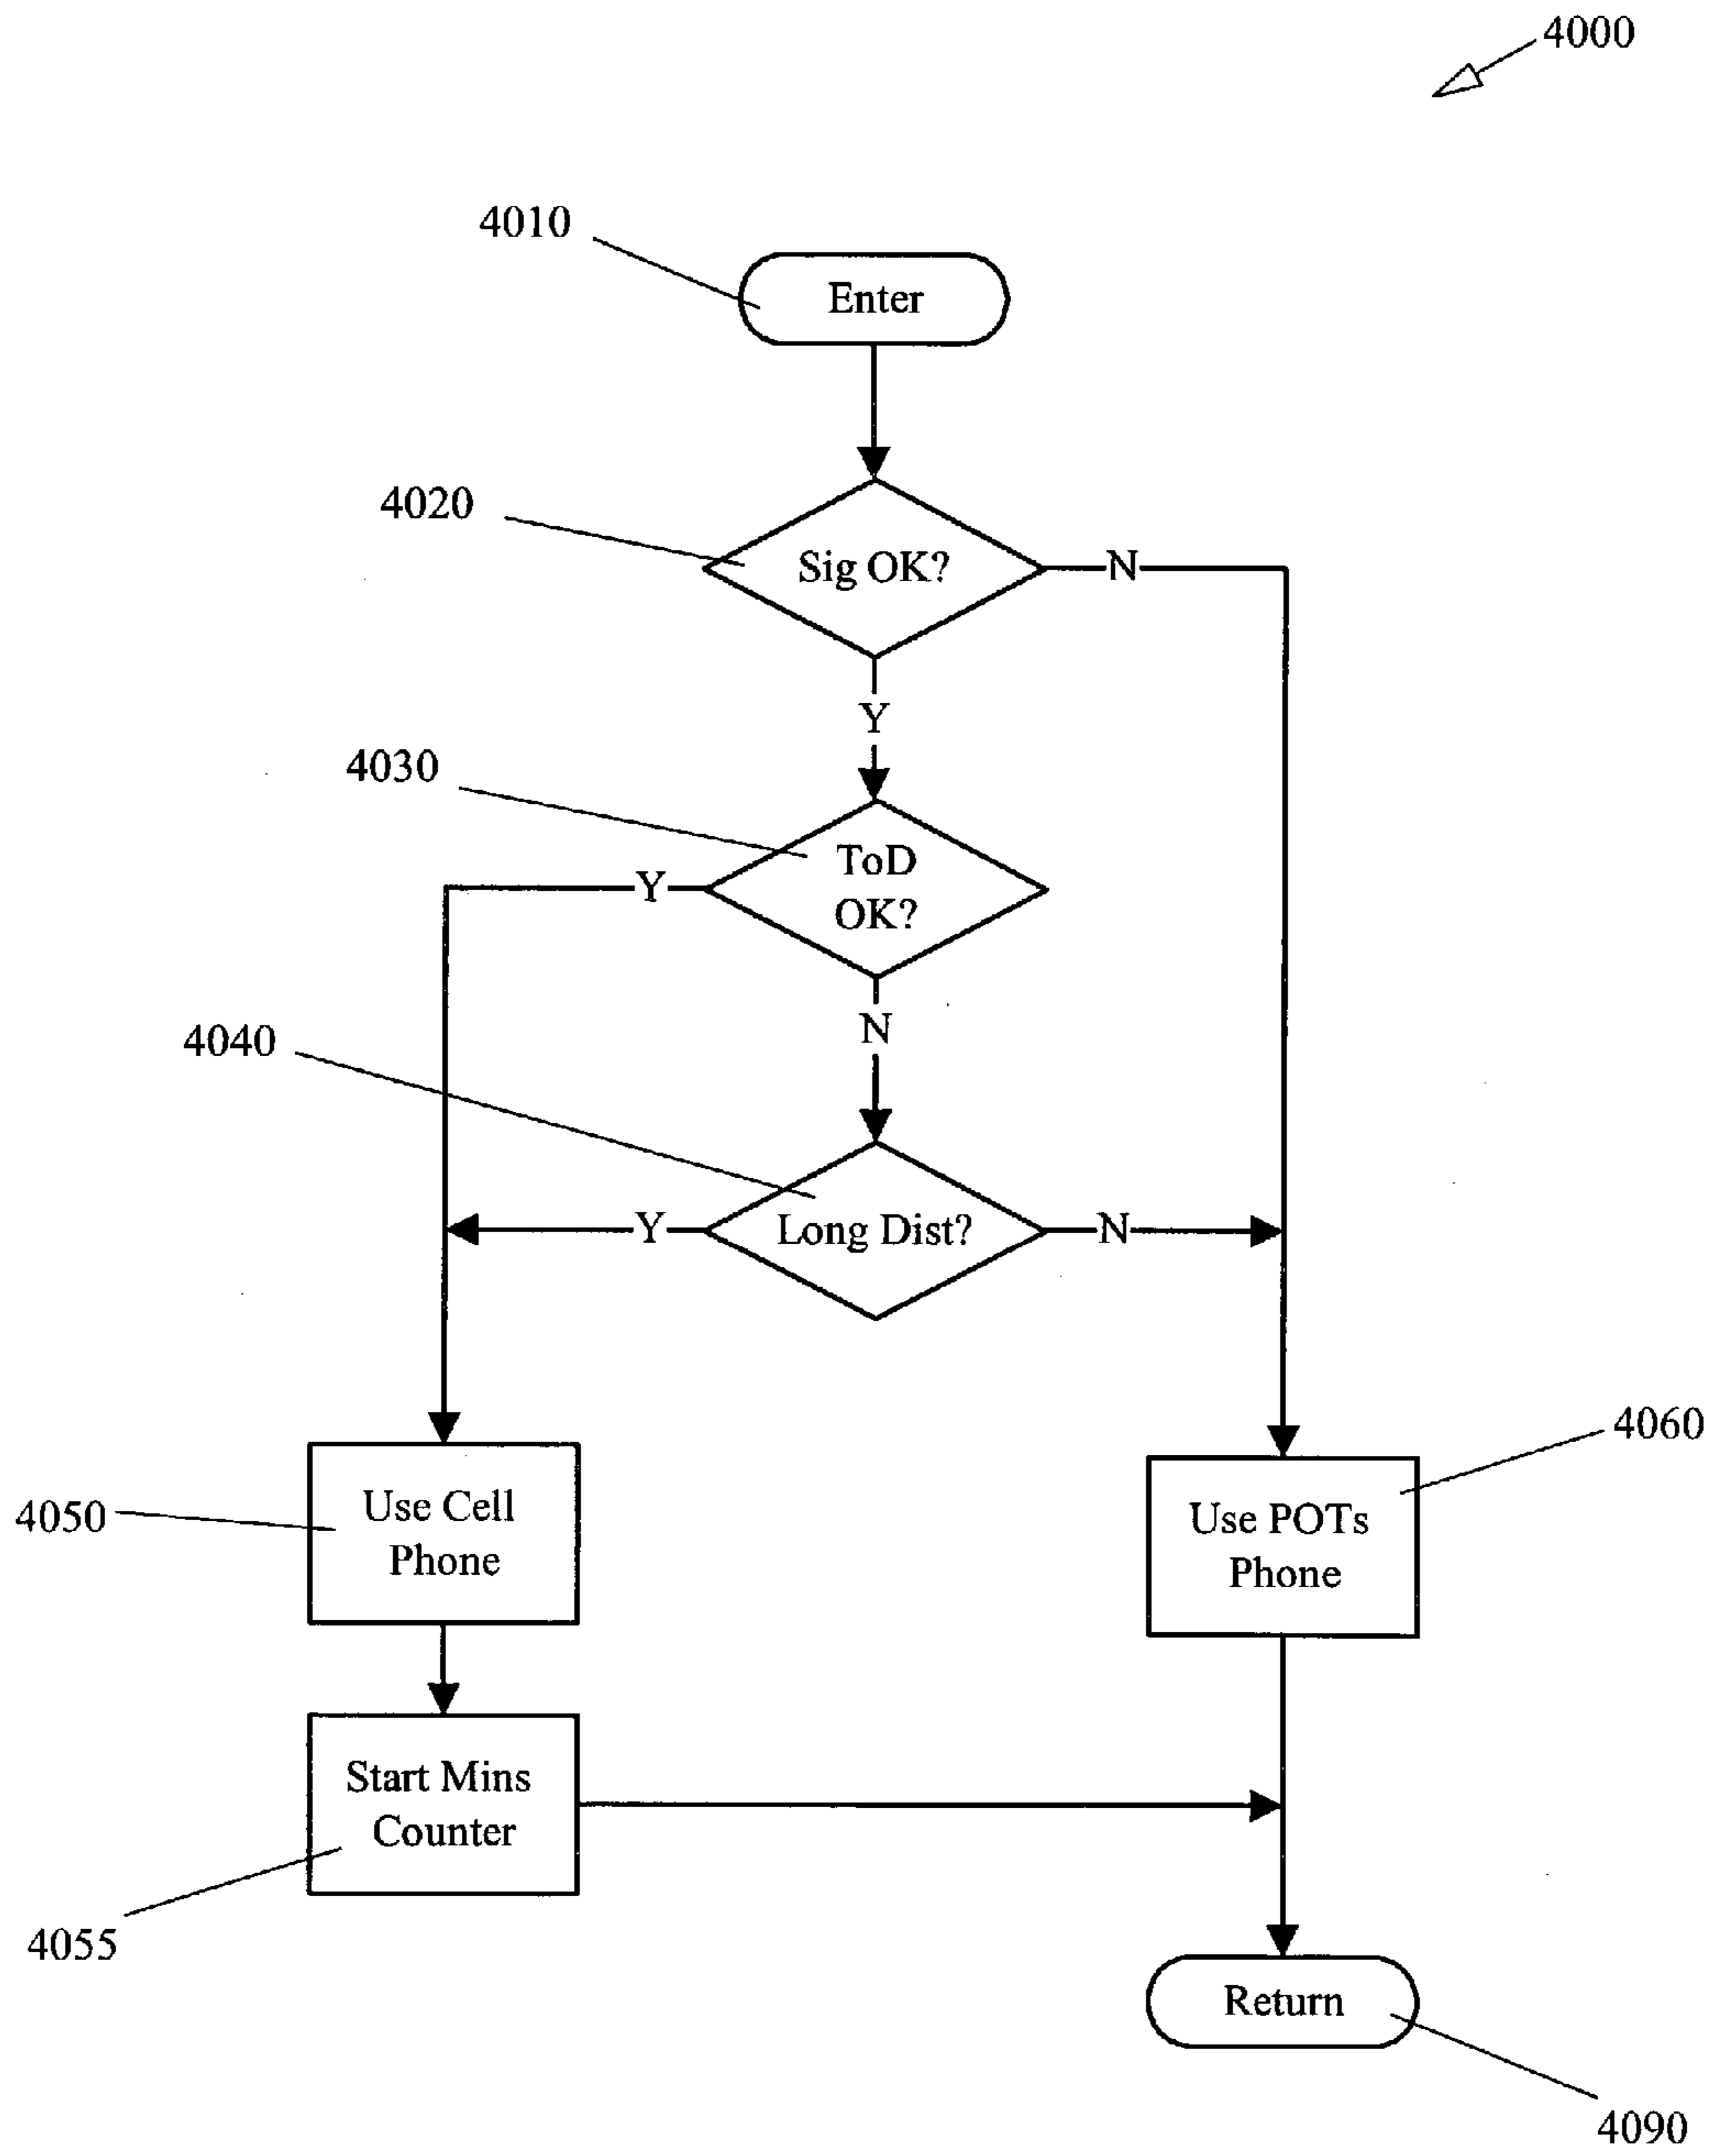 4000
4010
Enter
4020
Sig OK?
N
Y
4030
ToD
OK?
Y
N
4040
Long Dist?
Y
N
4050
Use Cell
Phone
4060
Use POTs
Phone
Start Mins
Counter
4055
Return
4090